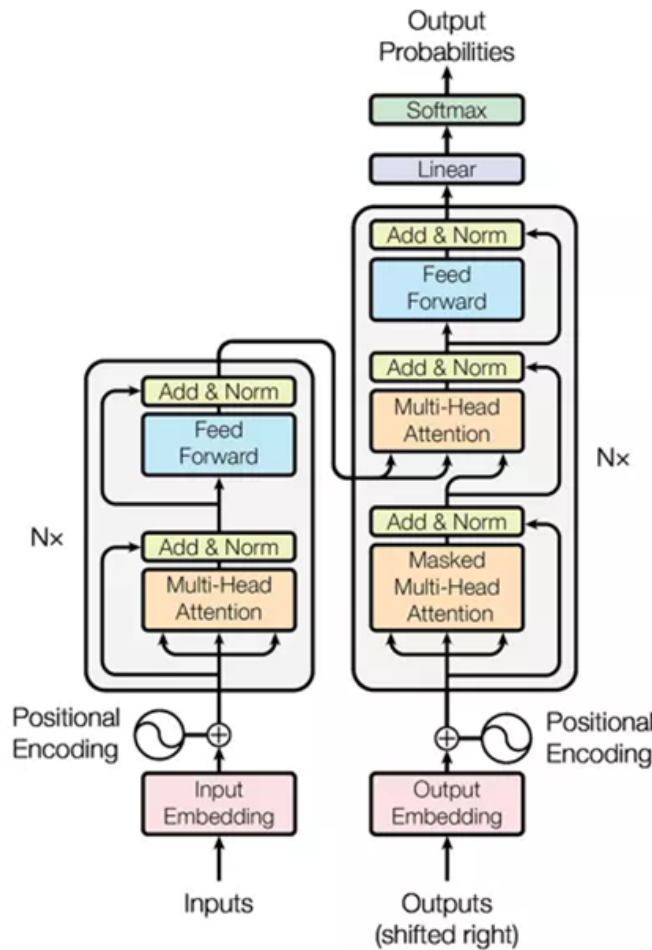 Output
Probabilities
Softmax
Linear
Add & Norm
Feed
Forward
Add & Norm
Multi-Head
Attention
Add & Norm
Masked
Multi-Head
Attention
Nx
Add & Norm
Feed
Forward
Add & Norm
Multi-Head
Attention
Nx
Positional
Encoding
Positional
Encoding
Input
Embedding
Output
Embedding
Inputs
Outputs
(shifted right)